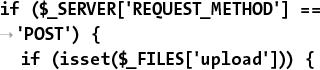 if ($_SERVER['REQUEST_METHOD'] ==
→'POST') {
if (isset($_FILES['upload'])) {